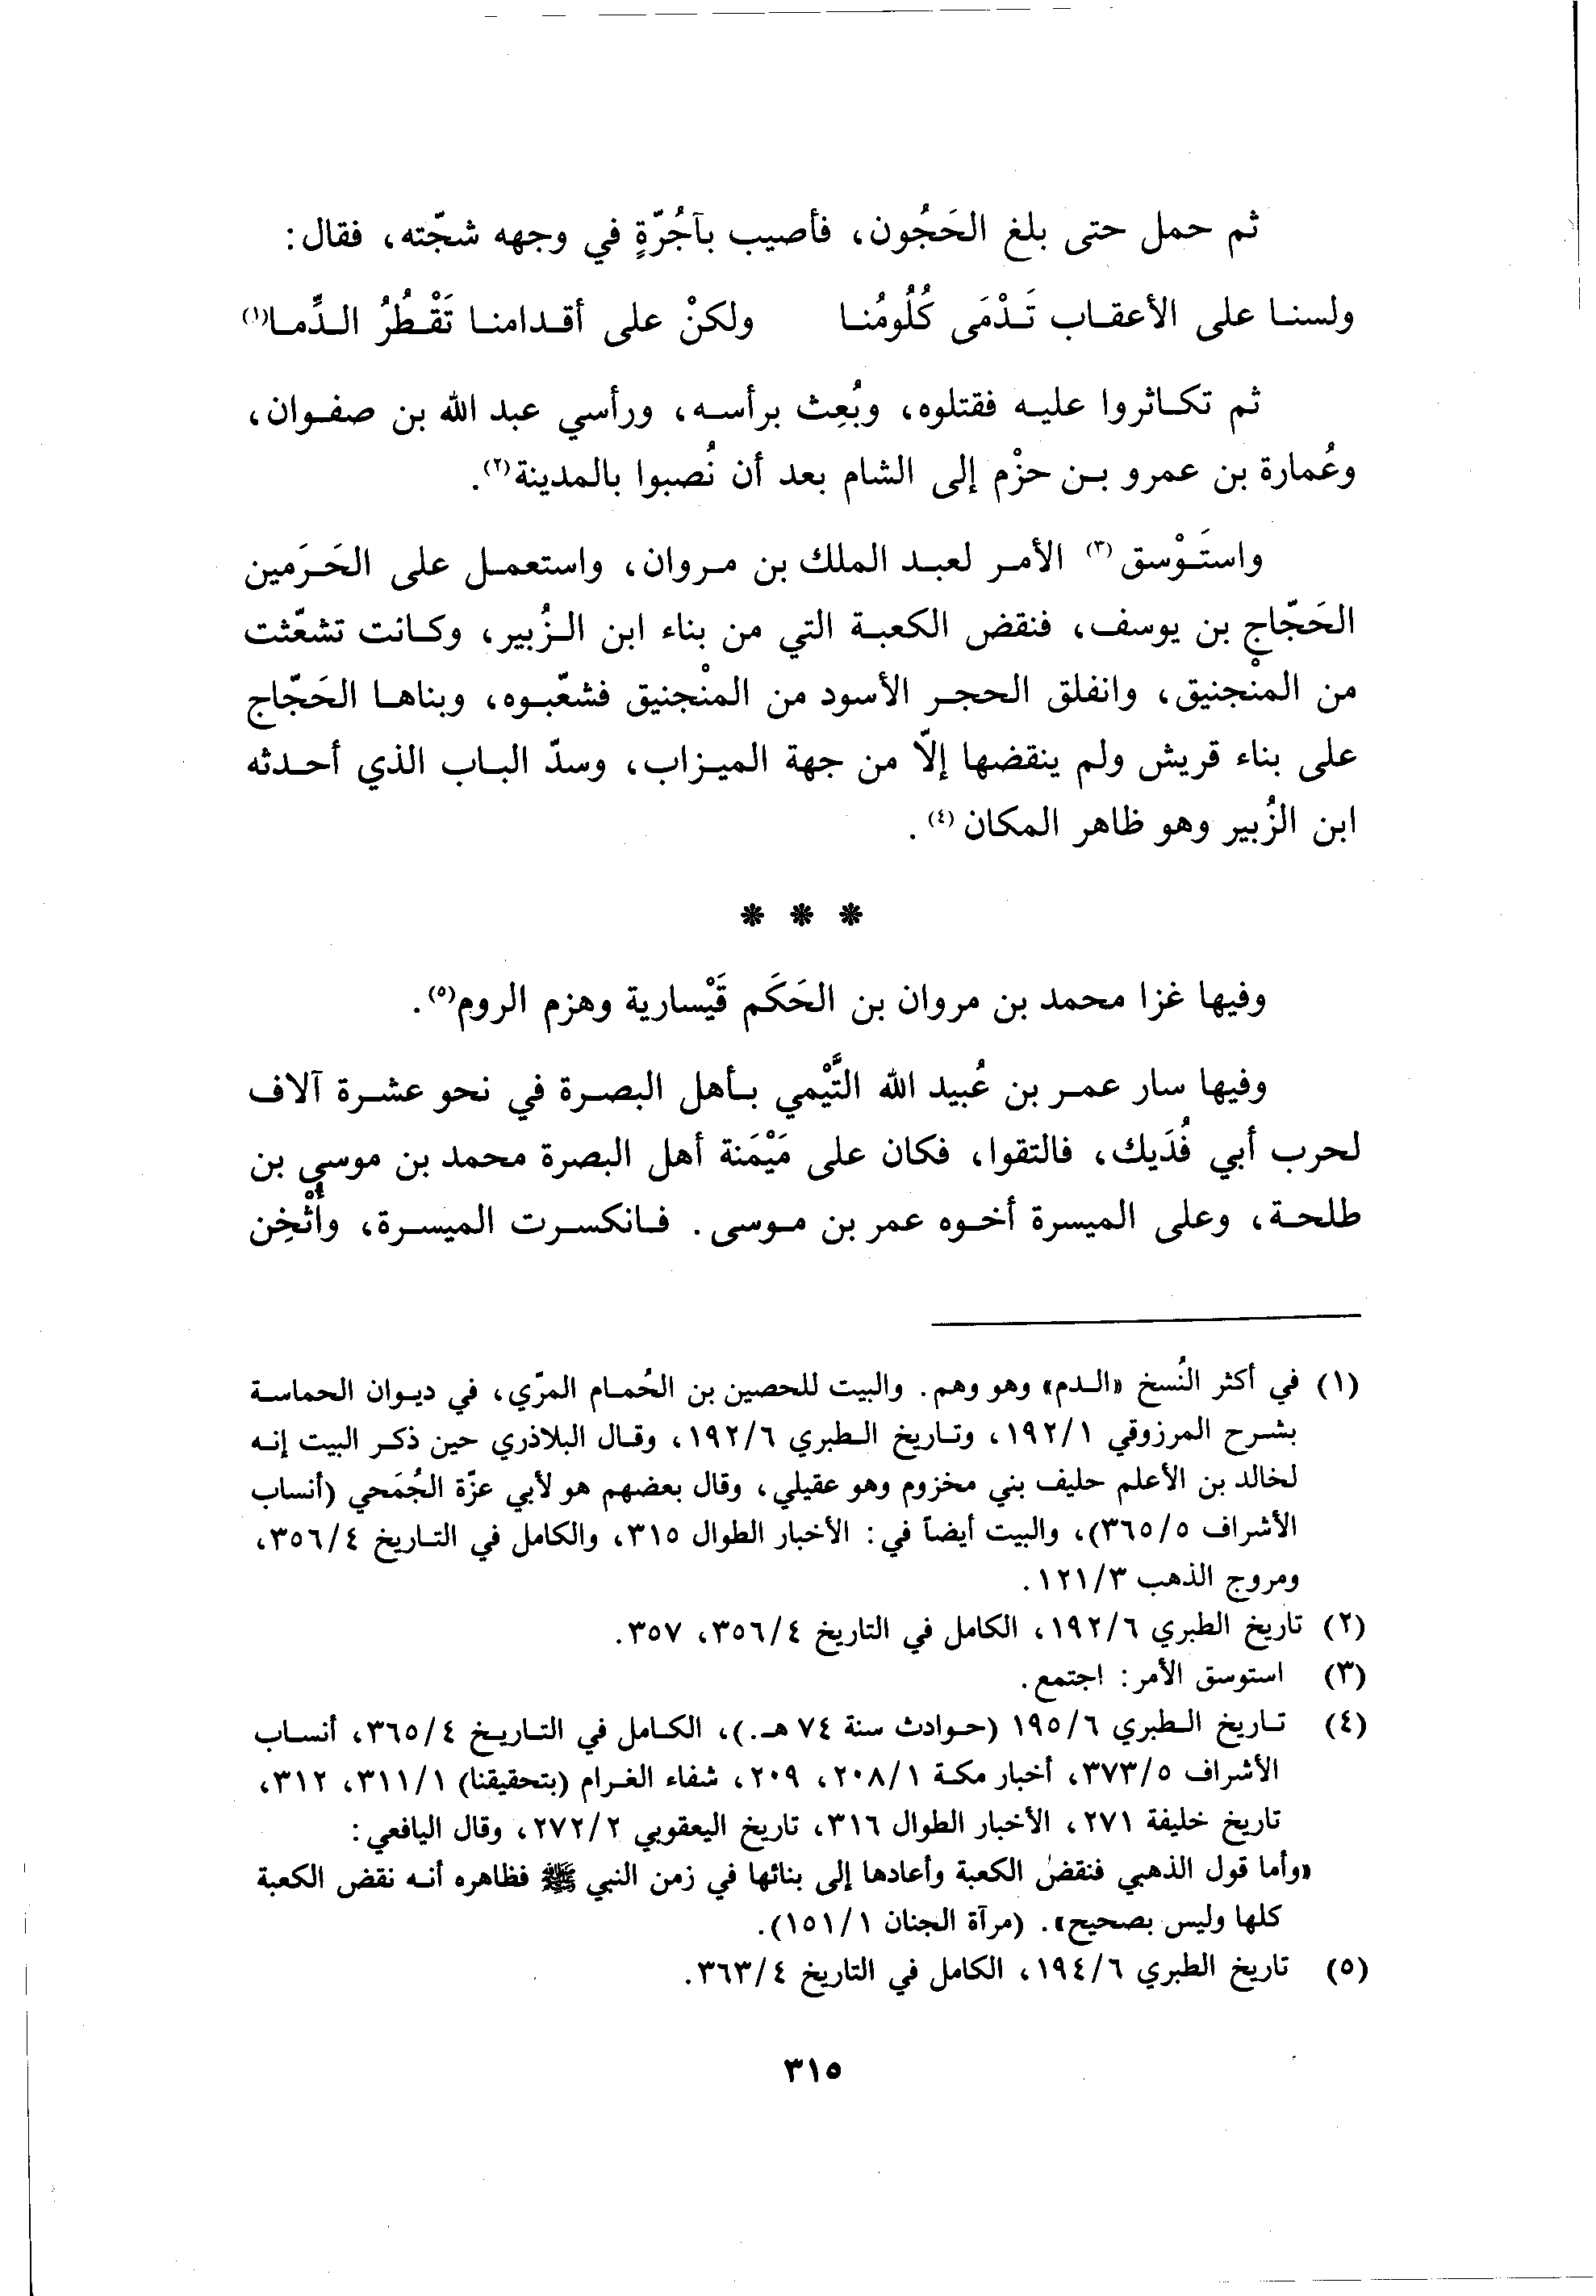 ثم حمل حتى بلغ الحَجُون، فأصيب بآجُرّةٍ في وجهه شجّته، فقال:
ولسنا على الأعقاب تَدْمَى كُلُومُنا ولكنْ على أقدامنا تَقْطُرُ الدِّما(١)
ثم تكاثروا عليه فقتلوه، وبُعِث برأسه، ورأسي عبد الله بن صفوان،
وعُمارة بن عمرو بن حزْم إلى الشام بعد أن نُصبوا بالمدينة(٢).
واستَوْسق(٣) الأمر لعبد الملك بن مروان، واستعمل على الحَرَمين
الحَجّاج بن يوسف، فنقض الكعبة التي من بناء ابن الزُبير، وكانت تشعّثت
من المنْجنيق، وانفلق الحجر الأسود من المنْجنيق فشعّبوه، وبناها الحَجّاج
على بناء قريش ولم ينقضها إلّا من جهة الميزاب، وسدّ الباب الذي أحدثه
ابن الزُبير وهو ظاهر المكان(٤).
* * *
وفيها غزا محمد بن مروان بن الحَكَم قَيْسارية وهزم الروم(٥).
وفيها سار عمر بن عُبيد الله التَّيْمي بأهل البصرة في نحو عشرة آلاف
لحرب أبي فُدَيك، فالتقوا، فكان على مَيْمَنة أهل البصرة محمد بن موسى بن
طلحة، وعلى الميسرة أخوه عمر بن موسى. فانكسرت الميسرة، وأُثْخِن
(١) في أكثر النُسخ «الدم» وهو وهم. والبيت للحصين بن الحُمام المرّي، في ديوان الحماسة
بشرح المرزوقي ١٩٢/١، وتاريخ الطبري ١٩٢/٦، وقال البلاذري حين ذكر البيت إنه
لخالد بن الأعلم حليف بني مخزوم وهو عقيلي، وقال بعضهم هو لأبي عزّة الجُمَحي (أنساب
الأشراف ٣٦٥/٥)، والبيت أيضاً في: الأخبار الطوال ٣١٥، والكامل في التاريخ ٣٥٦/٤،
ومروج الذهب ١٢١/٣.
(٢) تاريخ الطبري ١٩٢/٦، الكامل في التاريخ ٣٥٦/٤، ٣٥٧.
(٣) استوسق الأمر: اجتمع.
(٤) تاريخ الطبري ١٩٥/٦ (حوادث سنة ٧٤ هـ.)، الكامل في التاريخ ٣٦٥/٤، أنساب
الأشراف ٣٧٣/٥، أخبار مكة ٢٠٨/١، ٢٠٩، شفاء الغرام (بتحقيقنا) ٣١١/١، ٣١٢،
تاريخ خليفة ٢٧١، الأخبار الطوال ٣١٦، تاريخ اليعقوبي ٢٧٢/٢، وقال اليافعي:
«وأما قول الذهبي فنقض الكعبة وأعادها إلى بنائها في زمن النبي ﷺ فظاهره أنه نقض الكعبة
كلها وليس بصحيح». (مرآة الجنان ١٥١/١).
(٥) تاريخ الطبري ١٩٤/٦، الكامل في التاريخ ٣٦٣/٤.
٣١٥